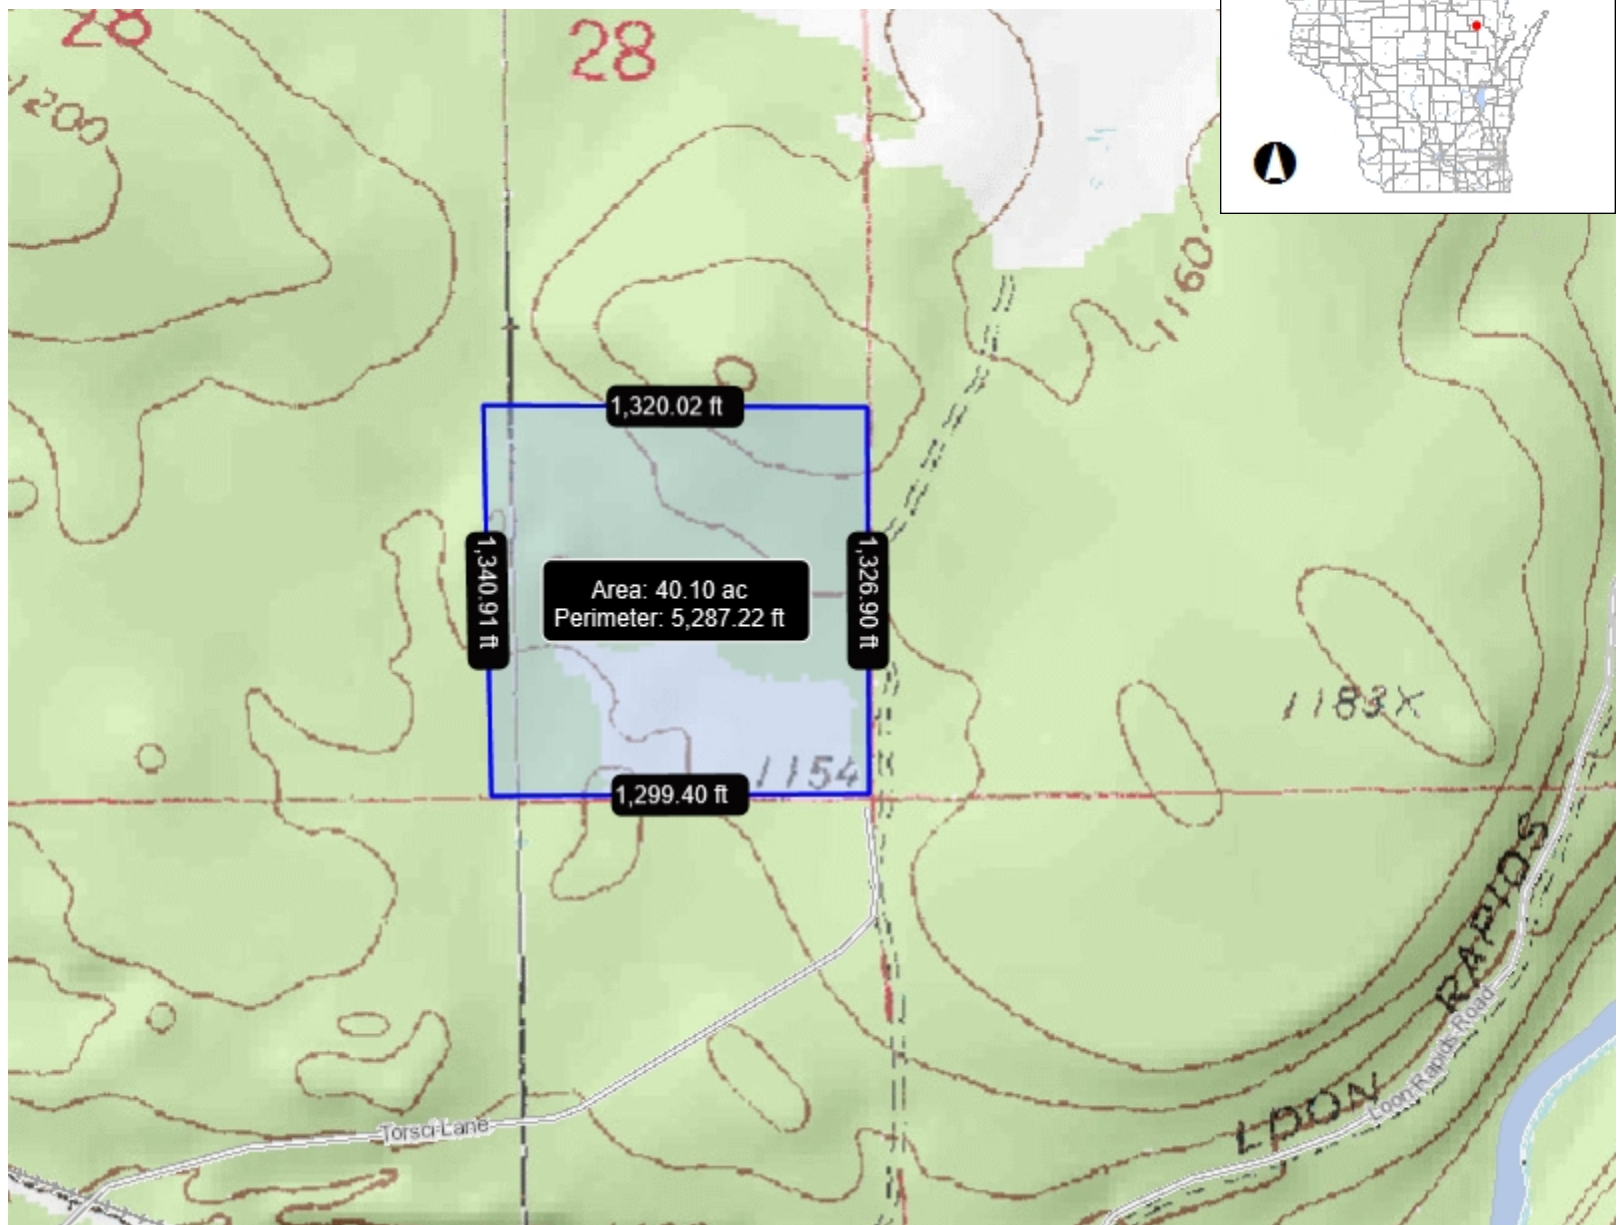 28
28
1200
1160
1,320.02 ft
1,340.91 ft
Area: 40.10 ac
Perimeter: 5,287.22 ft
1,326.90 ft
1183X
1154
1,299.40 ft
LOON RAPIDS
Loon-Rapids-Road
Torsci-Lane